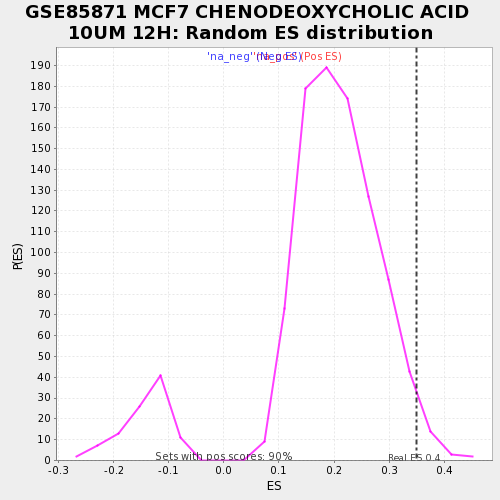 GSE85871 MCF7 CHENODEOXYCHOLIC ACID
10UM 12H: Random ES distribution
'na_neg' (Neg ES) 'na_pos' (Pos ES)
190
180
170
160
150
140
130
120
110
100
90
80
70
60
50
40
30
20
10
0
P(ES)
Sets with pos scores: 90%
Real ES 0.4
-0.3 -0.2 -0.1 0.0 0.1 0.2 0.3 0.4
ES